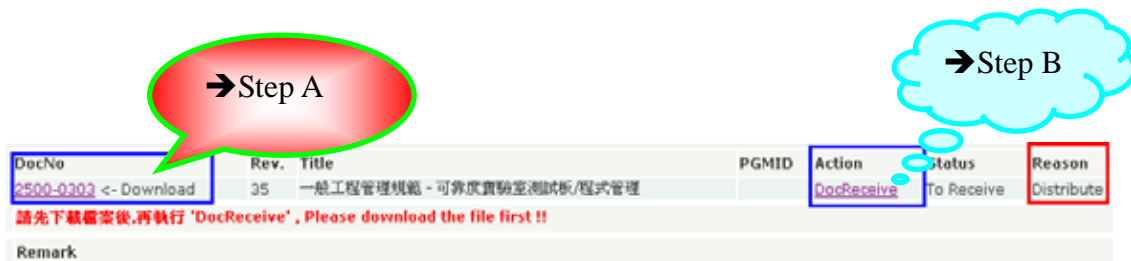 ➔Step A
➔Step B
DocNo Rev. Title PGMID Action Status Reason
2500-0303 <- Download 35 一般工程管理規範 - 可靠度實驗室測試板/程式管理 DocReceive To Receive Distribute
請先下載檔案後,再執行 'DocReceive' , Please download the file first !!
Remark